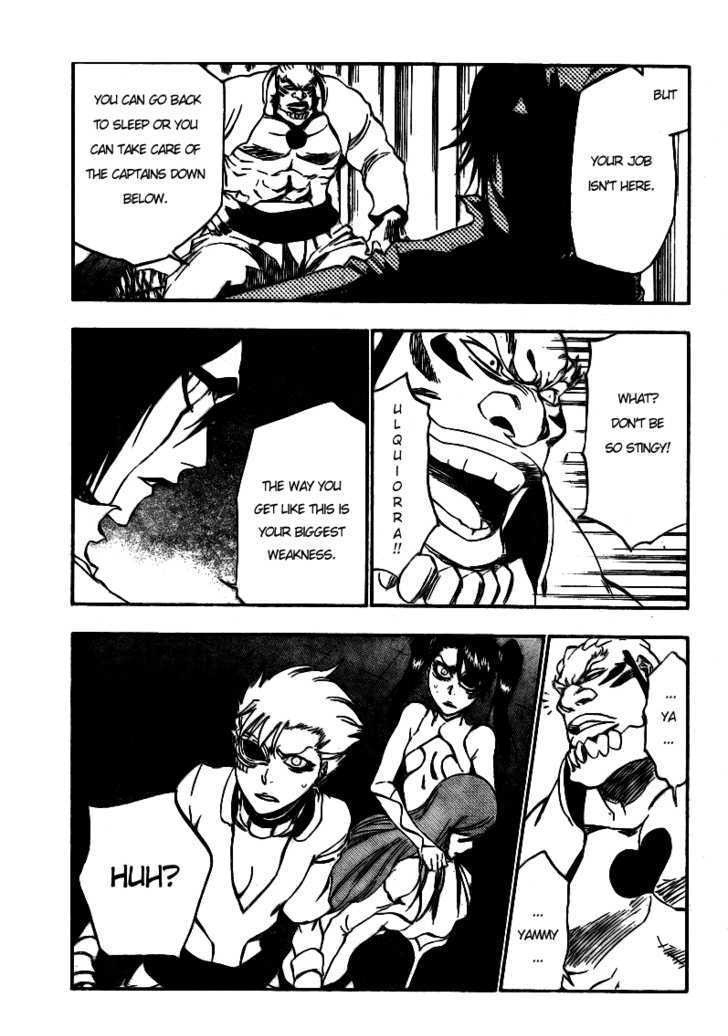 BUT
YOUR JOB
ISN'T HERE.
YOU CAN GO BACK
TO SLEEP OR YOU
CAN TAKE CARE OF
THE CAPTAINS DOWN
BELOW.
WHAT?
DON'T BE
SO STINGY!
ULQUIORRA!!
THE WAY YOU
GET LIKE THIS IS
YOUR BIGGEST
WEAKNESS.
...
YA
...
...
YAMMY
...
HUH?